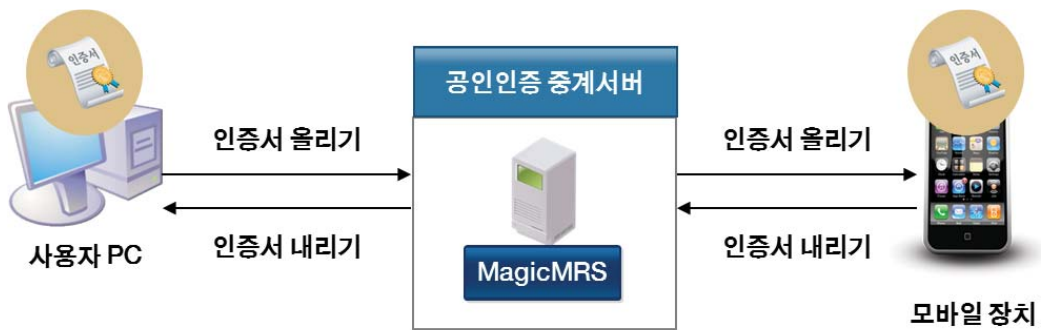 인증서
인증서
공인인증 중계서버
인증서 올리기
인증서 올리기
인증서 내리기
인증서 내리기
사용자 PC
MagicMRS
모바일 장치